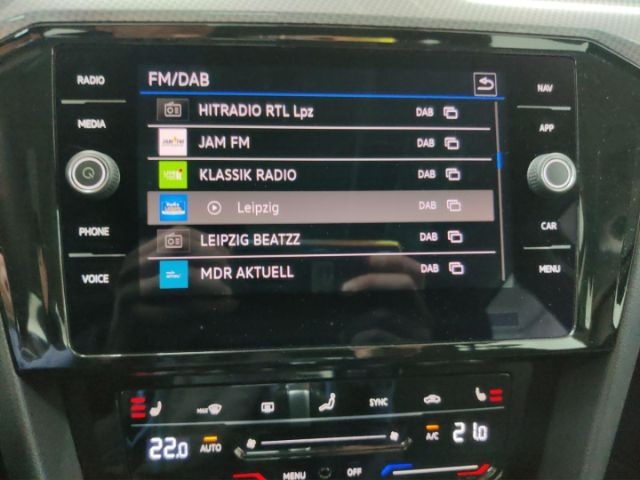 RADIO
FM/DAB
NAV
HITRADIO RTL Lpz DAB
MEDIA
JAM FM DAB
APP
KLASSIK RADIO DAB
Leipzig DAB
PHONE
LEIPZIG BEATZZ DAB
CAR
VOICE
MDR AKTUELL DAB
MENU
MAX
SYNC
22.0 AUTO
A/C 21.0
MENU OFF